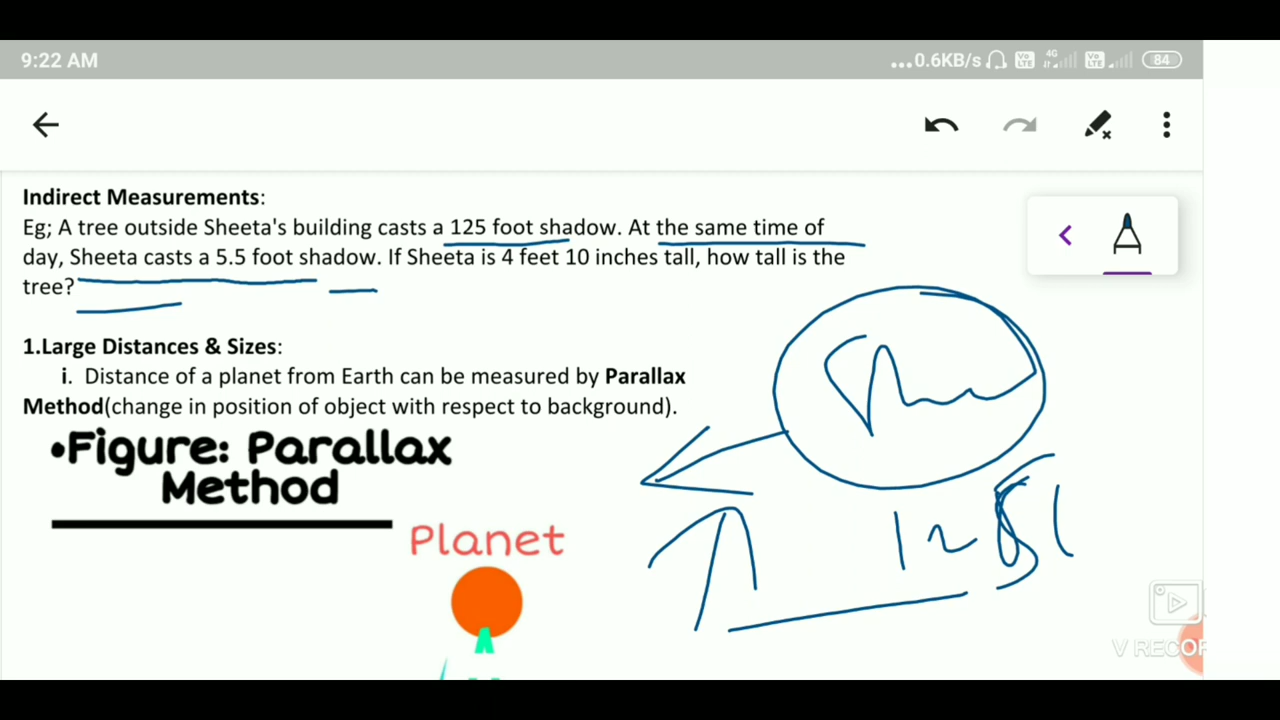 9:22 AM
...0.6KB/s 4G 84
Indirect Measurements:
Eg; A tree outside Sheeta's building casts a 125 foot shadow. At the same time of
day, Sheeta casts a 5.5 foot shadow. If Sheeta is 4 feet 10 inches tall, how tall is the
tree?
1.Large Distances & Sizes:
i. Distance of a planet from Earth can be measured by Parallax
Method(change in position of object with respect to background).
•Figure: Parallax
Method
Planet
V RECOR